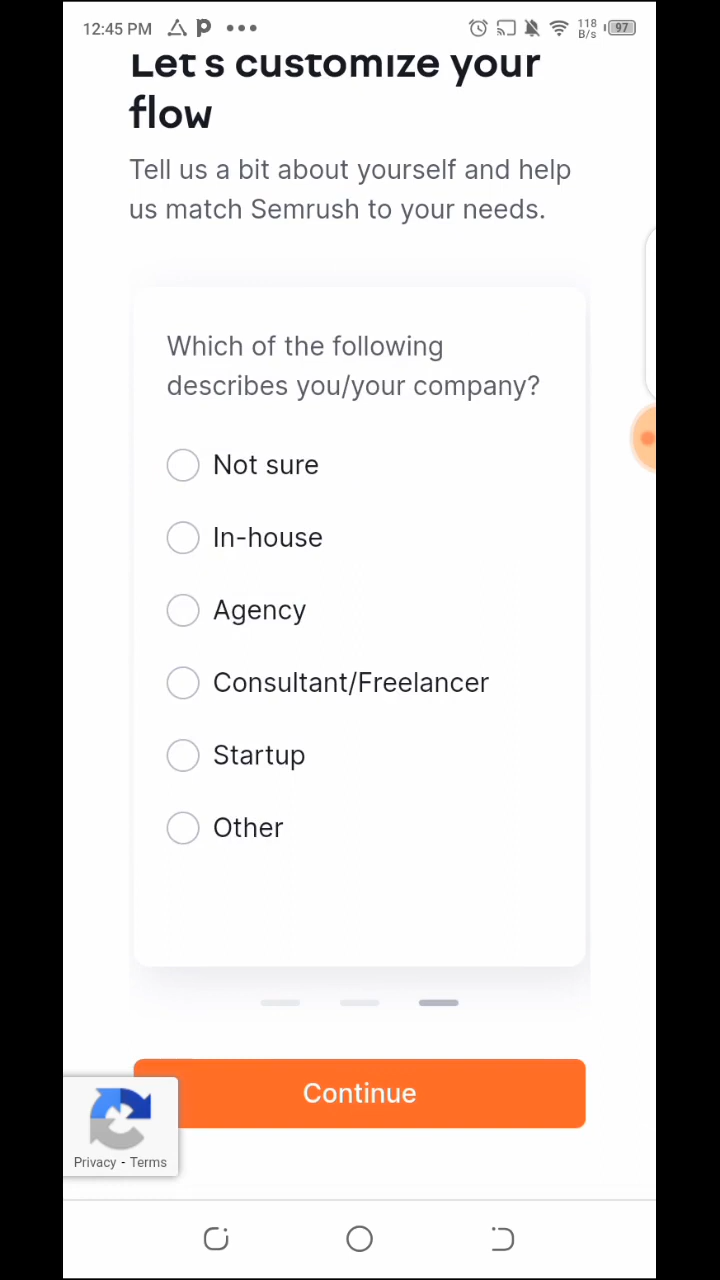 12:45 PM
118
B/s
97
Let's customize your
flow
Tell us a bit about yourself and help
us match Semrush to your needs.
Which of the following
describes you/your company?
Not sure
In-house
Agency
Consultant/Freelancer
Startup
Other
Continue
Privacy - Terms